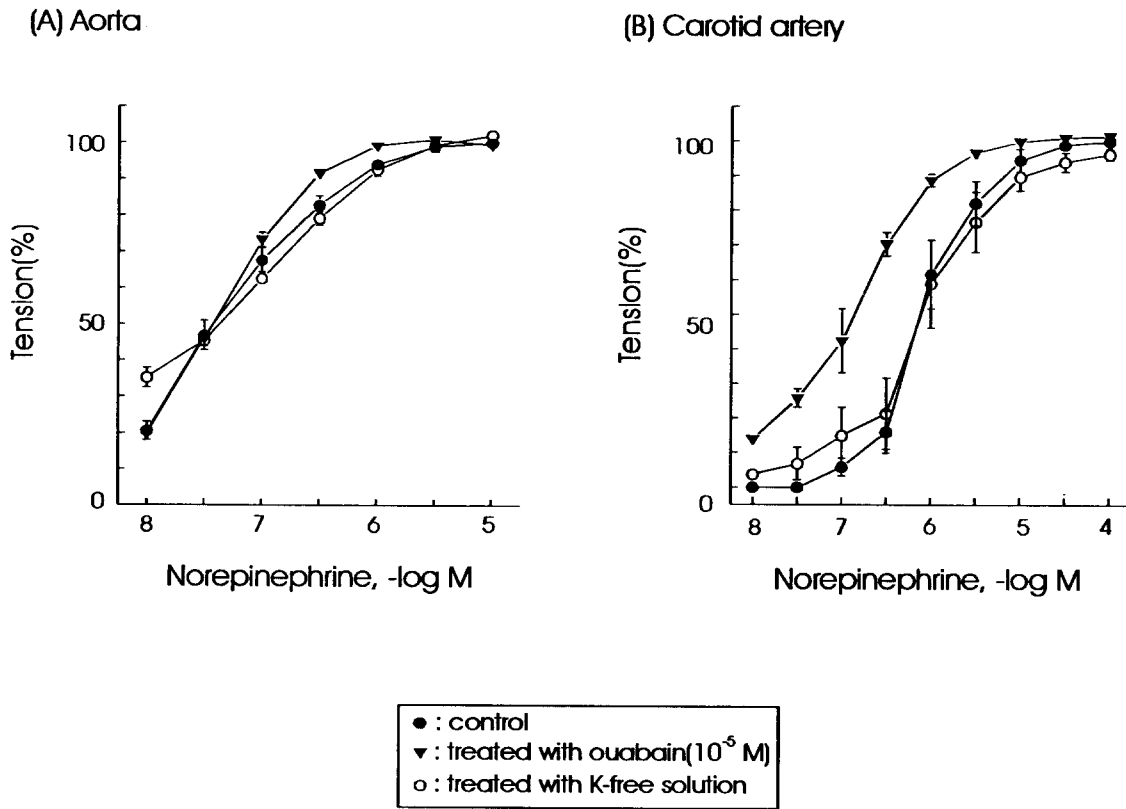 (A) Aorta
(B) Carotid artery
Tension(%)
100
50
0
8 7 6 5
Norepinephrine, -log M
Tension(%)
100
50
0
8 7 6 5 4
Norepinephrine, -log M
● : control
▼ : treated with ouabain(10⁻⁵ M)
○ : treated with K-free solution